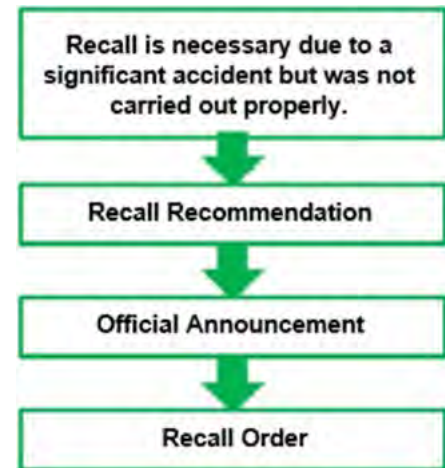 Recall is necessary due to a
significant accident but was not
carried out properly.
Recall Recommendation
Official Announcement
Recall Order